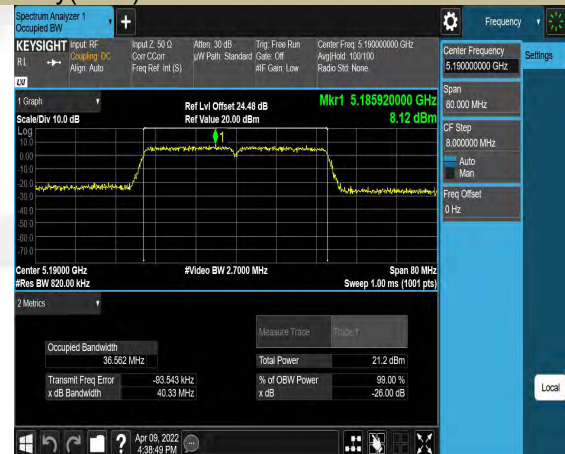 Spectrum Analyzer 1
Occupied BW
KEYSIGHT
Input: RF
Coupling: DC
Align: Auto
Input Z: 50 Ω
Corr CCorr
Freq Ref: Int (S)
Atten: 30 dB
µW Path: Standard
Trig: Free Run
Gate: Off
#IF Gain: Low
Center Freq: 5.190000000 GHz
Avg|Hold: 100/100
Radio Std: None
RL
LW
Frequency
Settings
Center Frequency
5.190000000 GHz
Span
80.000 MHz
CF Step
8.000000 MHz
Auto
Man
Freq Offset
0 Hz
Local
1 Graph
Scale/Div 10.0 dB
Ref Lvl Offset 24.48 dB
Ref Value 20.00 dBm
Mkr1 5.185920000 GHz
8.12 dBm
Log
10.0
0.00
-10.0
-20.0
-30.0
-40.0
-50.0
-60.0
-70.0
1
Center 5.19000 GHz
#Res BW 820.00 kHz
#Video BW 2.7000 MHz
Span 80 MHz
Sweep 1.00 ms (1001 pts)
2 Metrics
Measure Trace
Trace 1
Occupied Bandwidth
36.562 MHz
Total Power
21.2 dBm
Transmit Freq Error
-93.543 kHz
% of OBW Power
99.00 %
x dB Bandwidth
40.33 MHz
x dB
-26.00 dB
Apr 09, 2022
4:38:49 PM